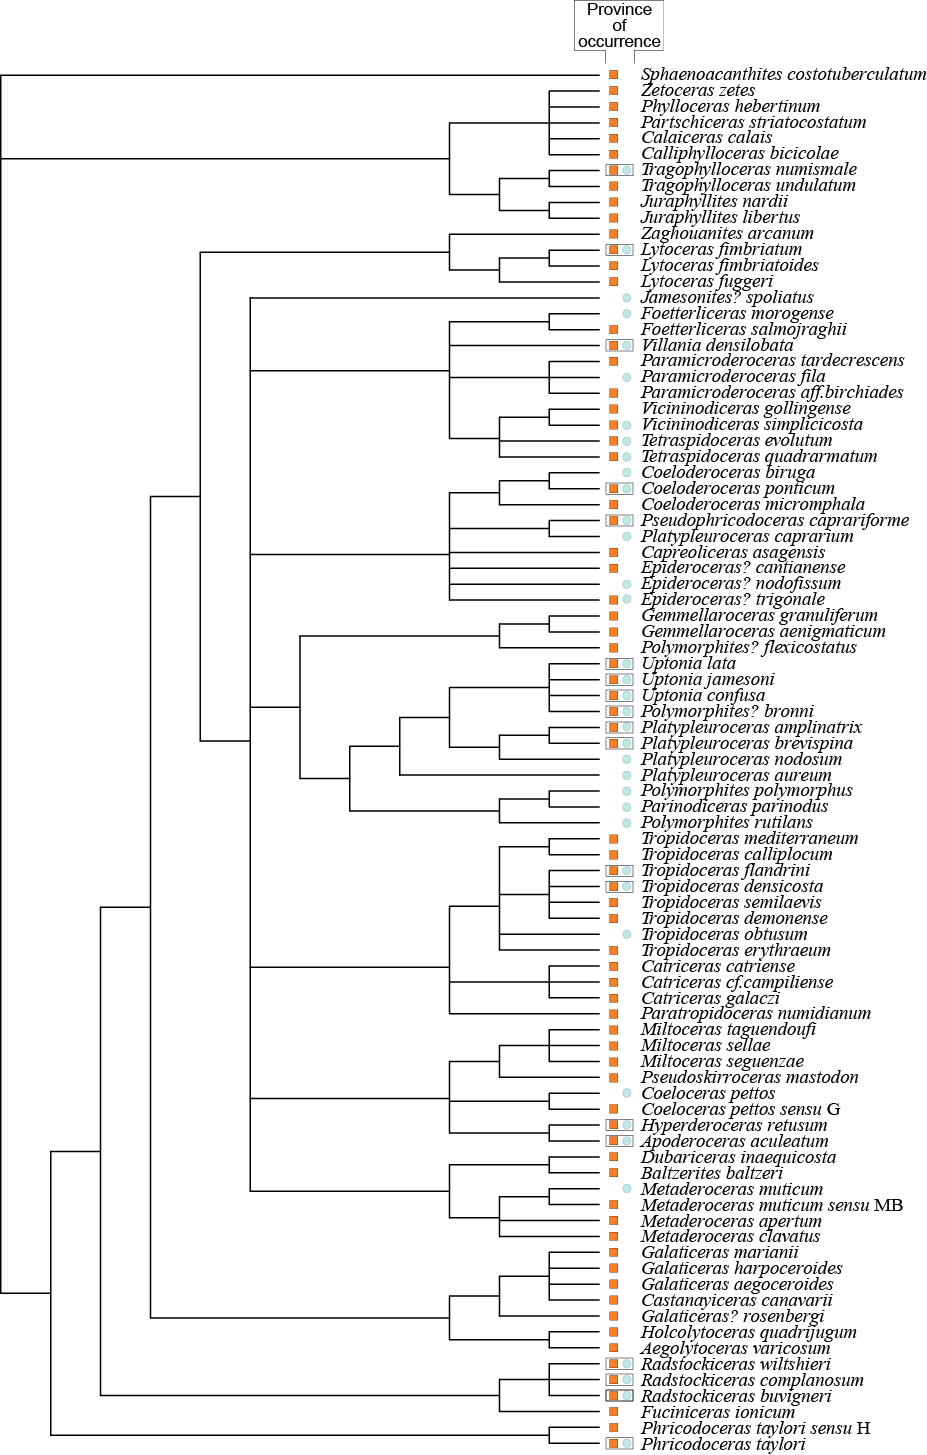 Province
of
occurrence
Sphaenoacanthites costotuberculatum
Zetoceras zetes
Phylloceras hebertinum
Partschiceras striatocostatum
Calaiceras calais
Calliphylloceras bicicolae
Tragophylloceras numismale
Tragophylloceras undulatum
Juraphyllites nardii
Juraphyllites libertus
Zaghouanites arcanum
Lytoceras fimbriatum
Lytoceras fimbriatoides
Lytoceras fuggeri
Jamesonites? spoliatus
Foetterliceras morogense
Foetterliceras salmojraghii
Villania densilobata
Paramicroderoceras tardecrescens
Paramicroderoceras fila
Paramicroderoceras aff.birchiades
Vicininodiceras gollingense
Vicininodiceras simplicicosta
Tetraspidoceras evolutum
Tetraspidoceras quadrarmatum
Coeloderoceras biruga
Coeloderoceras ponticum
Coeloderoceras micromphala
Pseudophricodoceras caprariforme
Platypleuroceras caprarium
Capreoliceras asagensis
Epideroceras? cantianense
Epideroceras? nodofissum
Epideroceras? trigonale
Gemmellaroceras granuliferum
Gemmellaroceras aenigmaticum
Polymorphites? flexicostatus
Uptonia lata
Uptonia jamesoni
Uptonia confusa
Polymorphites? bronni
Platypleuroceras amplinatrix
Platypleuroceras brevispina
Platypleuroceras nodosum
Platypleuroceras aureum
Polymorphites polymorphus
Parinodiceras parinodus
Polymorphites rutilans
Tropidoceras mediterraneum
Tropidoceras calliplocum
Tropidoceras flandrini
Tropidoceras densicosta
Tropidoceras semilaevis
Tropidoceras demonense
Tropidoceras obtusum
Tropidoceras erythraeum
Catriceras catriense
Catriceras cf.campiliense
Catriceras galaczi
Paratropidoceras numidianum
Miltoceras taguendoufi
Miltoceras sellae
Miltoceras seguenzae
Pseudoskirroceras mastodon
Coeloceras pettos
Coeloceras pettos sensu G
Hyperderoceras retusum
Apoderoceras aculeatum
Dubariceras inaequicosta
Baltzerites baltzeri
Metaderoceras muticum
Metaderoceras muticum sensu MB
Metaderoceras apertum
Metaderoceras clavatus
Galaticeras marianii
Galaticeras harpoceroides
Galaticeras aegoceroides
Castanayiceras canavarii
Galaticeras? rosenbergi
Holcolytoceras quadrijugum
Aegolytoceras varicosum
Radstockiceras wiltshieri
Radstockiceras complanosum
Radstockiceras buvigneri
Fuciniceras ionicum
Phricodoceras taylori sensu H
Phricodoceras taylori